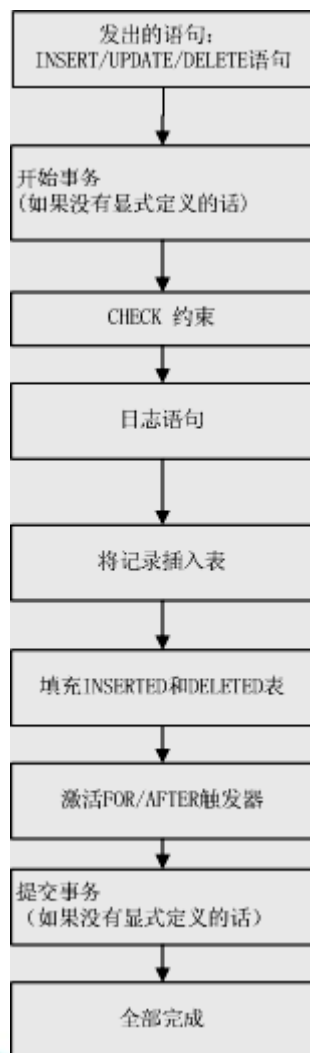 发出的语句:
INSERT/UPDATE/DELETE语句
开始事务
(如果没有显式定义的话)
CHECK 约束
日志语句
将记录插入表
填充INSERTED和DELETED表
激活FOR/AFTER触发器
提交事务
(如果没有显式定义的话)
全部完成